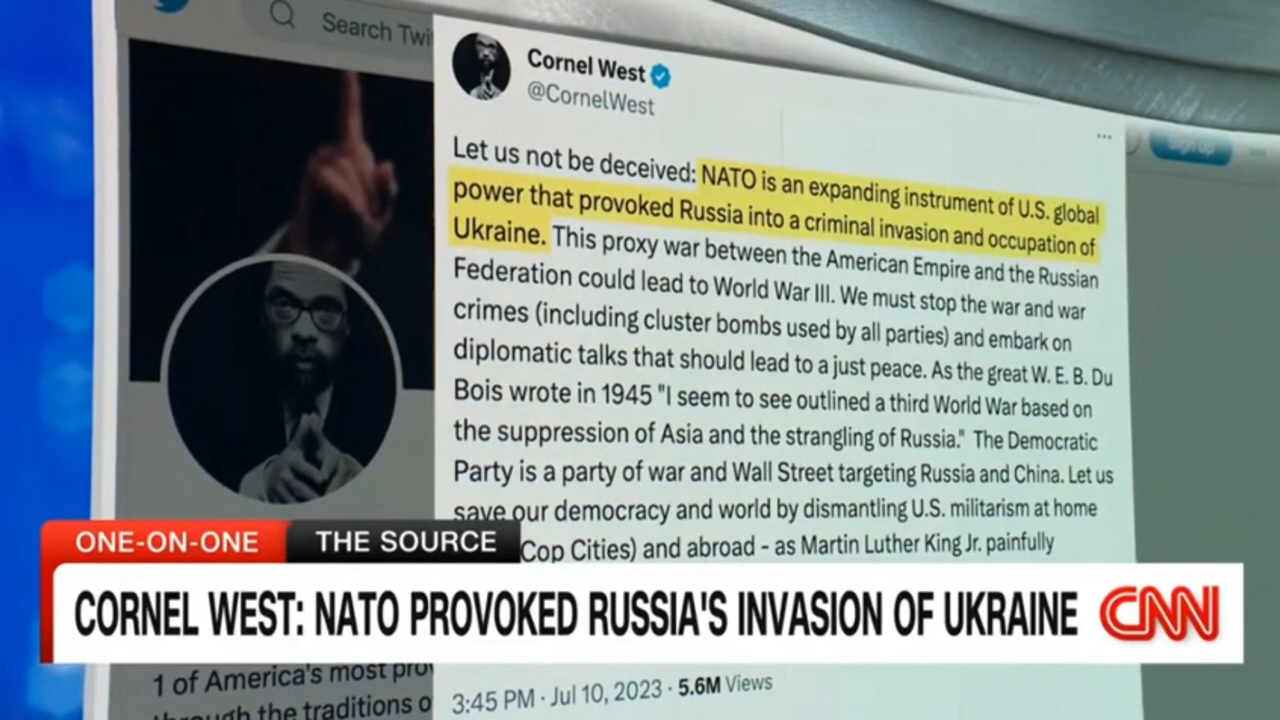 Search Twi
Sign up
Cornel West
@CornelWest
Let us not be deceived: NATO is an expanding instrument of U.S. global
power that provoked Russia into a criminal invasion and occupation of
Ukraine. This proxy war between the American Empire and the Russian
Federation could lead to World War III. We must stop the war and war
crimes (including cluster bombs used by all parties) and embark on
diplomatic talks that should lead to a just peace. As the great W. E. B. Du
Bois wrote in 1945 "I seem to see outlined a third World War based on
the suppression of Asia and the strangling of Russia." The Democratic
Party is a party of war and Wall Street targeting Russia and China. Let us
save our democracy and world by dismantling U.S. militarism at home
Cop Cities) and abroad - as Martin Luther King Jr. painfully
ONE-ON-ONE THE SOURCE
CORNEL WEST: NATO PROVOKED RUSSIA'S INVASION OF UKRAINE CNN
1 of America's most prov
through the traditions o
3:45 PM · Jul 10, 2023 · 5.6M Views